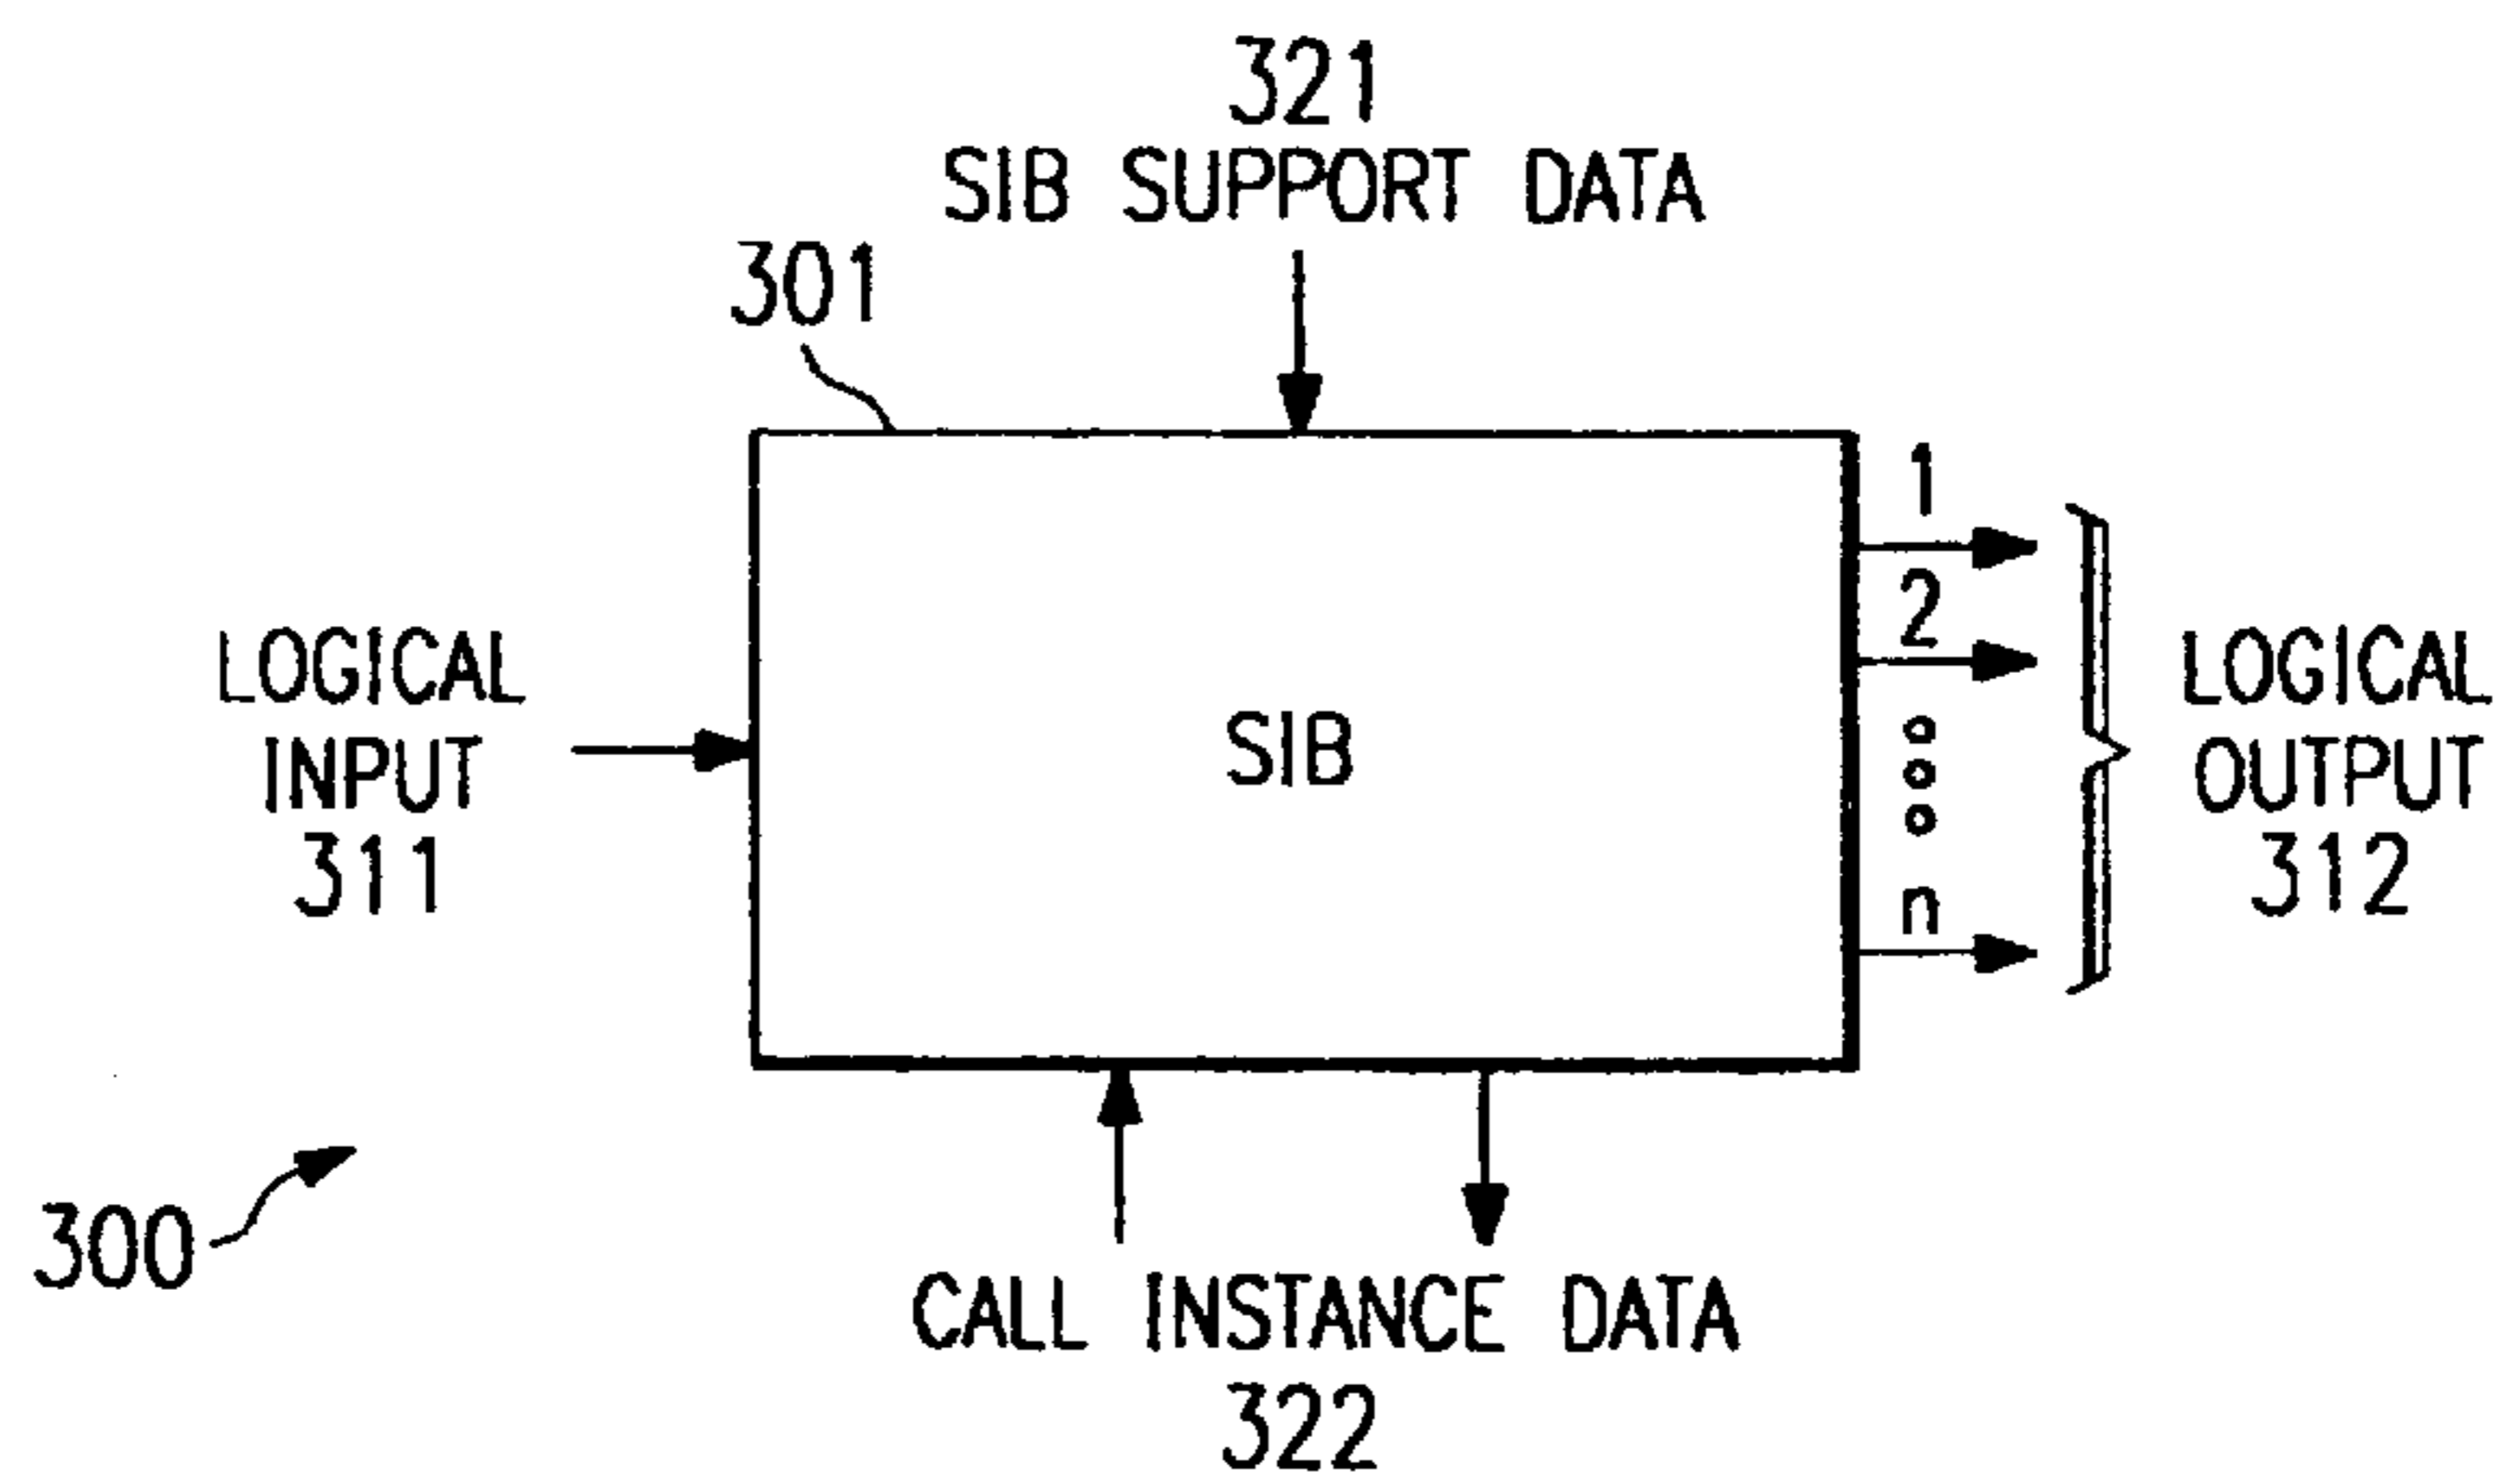 321
SIB SUPPORT DATA
301
1
2
LOGICAL
INPUT
311
SIB
LOGICAL
OUTPUT
312
n
300
CALL INSTANCE DATA
322